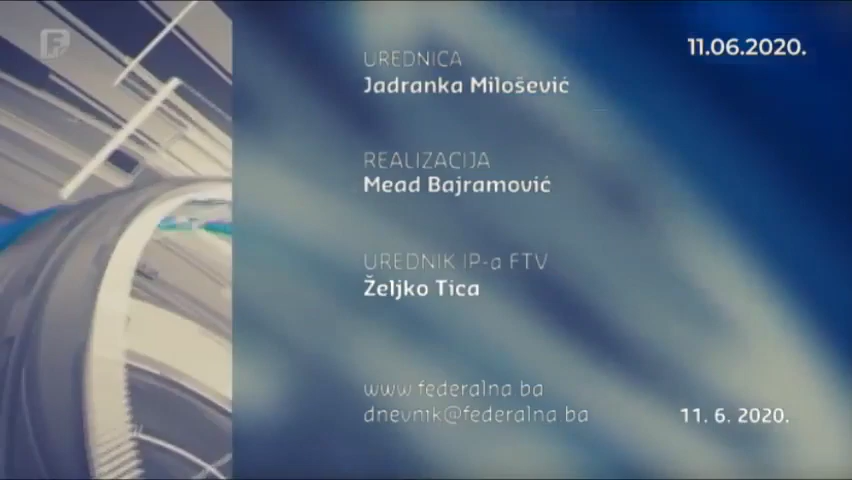 F
11.06.2020.
UREDNICA
Jadranka Milošević
REALIZACIJA
Mead Bajramović
UREDNIK IP-a FTV
Željko Tica
www federalna ba
dnevnik@federalna ba
11. 6. 2020.